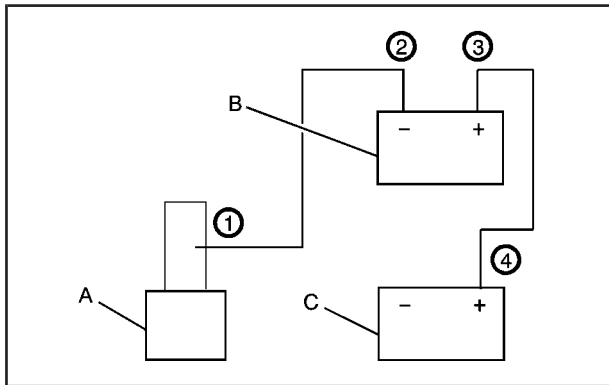 ② ③
B
− +
①
④
A
C
− +